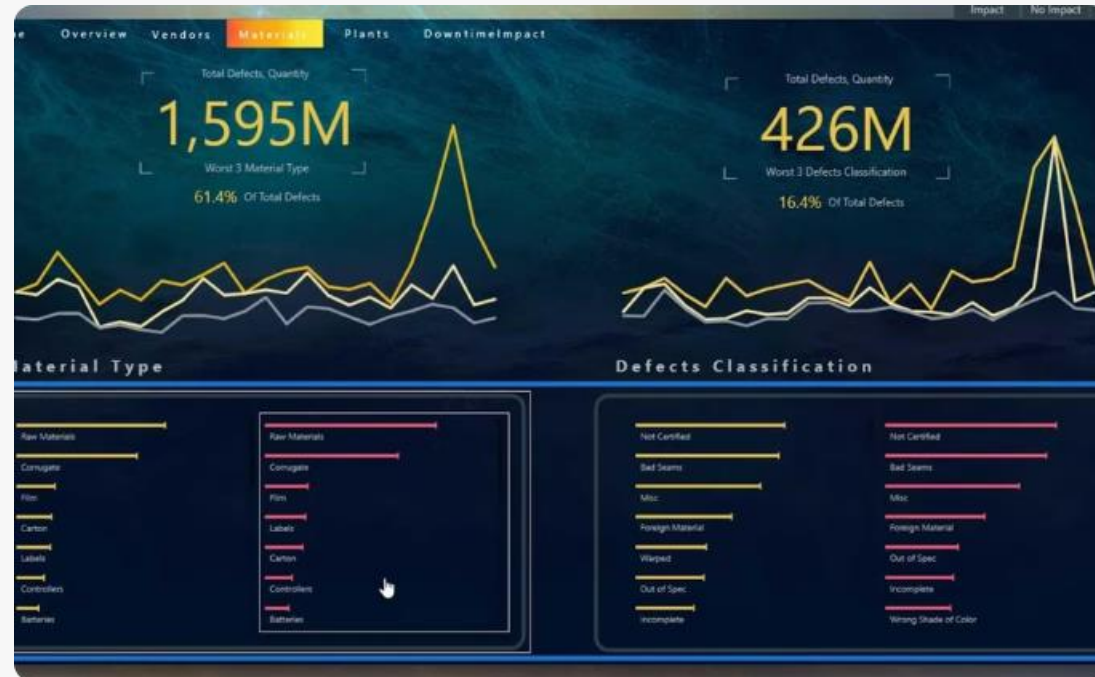 Impact No Impact
e Overview Vendors Materials Plants DowntimeImpact
Total Defects, Quantity
1,595M
Worst 3 Material Type
61.4% Of Total Defects
Total Defects, Quantity
426M
Worst 3 Defects Classification
16.4% Of Total Defects
aterial Type
Defects Classification
Raw Materials
Corrugate
Film
Carton
Labels
Controllers
Batteries
Raw Materials
Corrugate
Film
Labels
Carton
Controllers
Batteries
Not Certified
Bad Seams
Misc
Foreign Material
Warped
Out of Spec
Incomplete
Not Certified
Bad Seams
Misc
Foreign Material
Out of Spec
Incomplete
Wrong Shade of Color